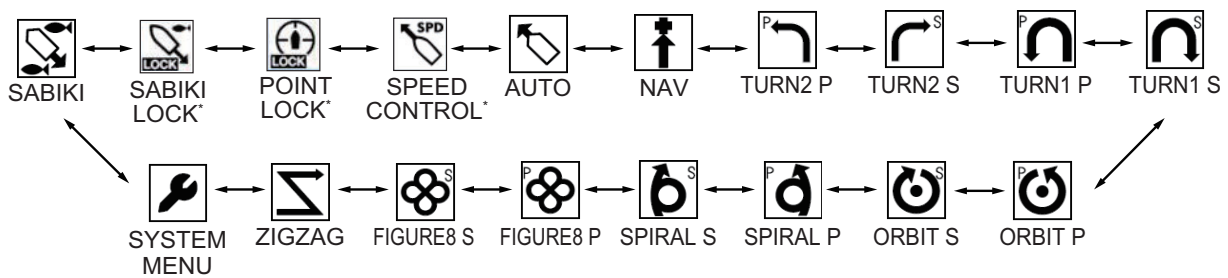 SPD
P
S
P
S
LOCK
LOCK
SABIKI
SABIKI
LOCK*
POINT
LOCK*
SPEED
CONTROL*
AUTO
NAV
TURN2 P
TURN2 S
TURN1 P
TURN1 S
S
P
S
P
S
P
SYSTEM
MENU
ZIGZAG
FIGURE8 S
FIGURE8 P
SPIRAL S
SPIRAL P
ORBIT S
ORBIT P